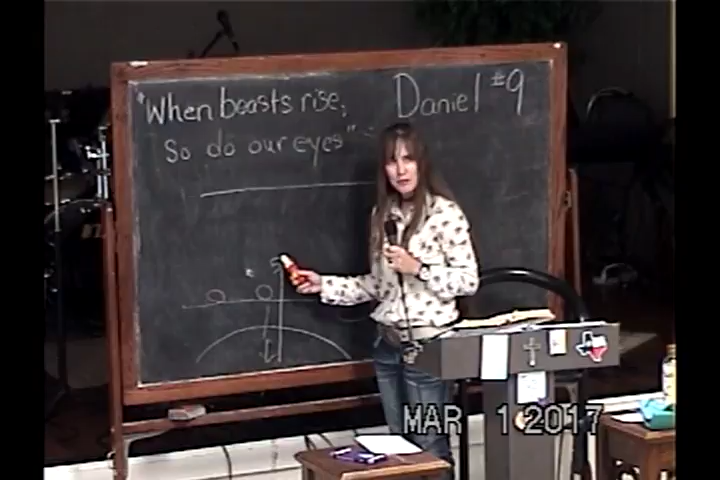 "When beasts rise,
So do our eyes"
Daniel #9
MAR 1 2017